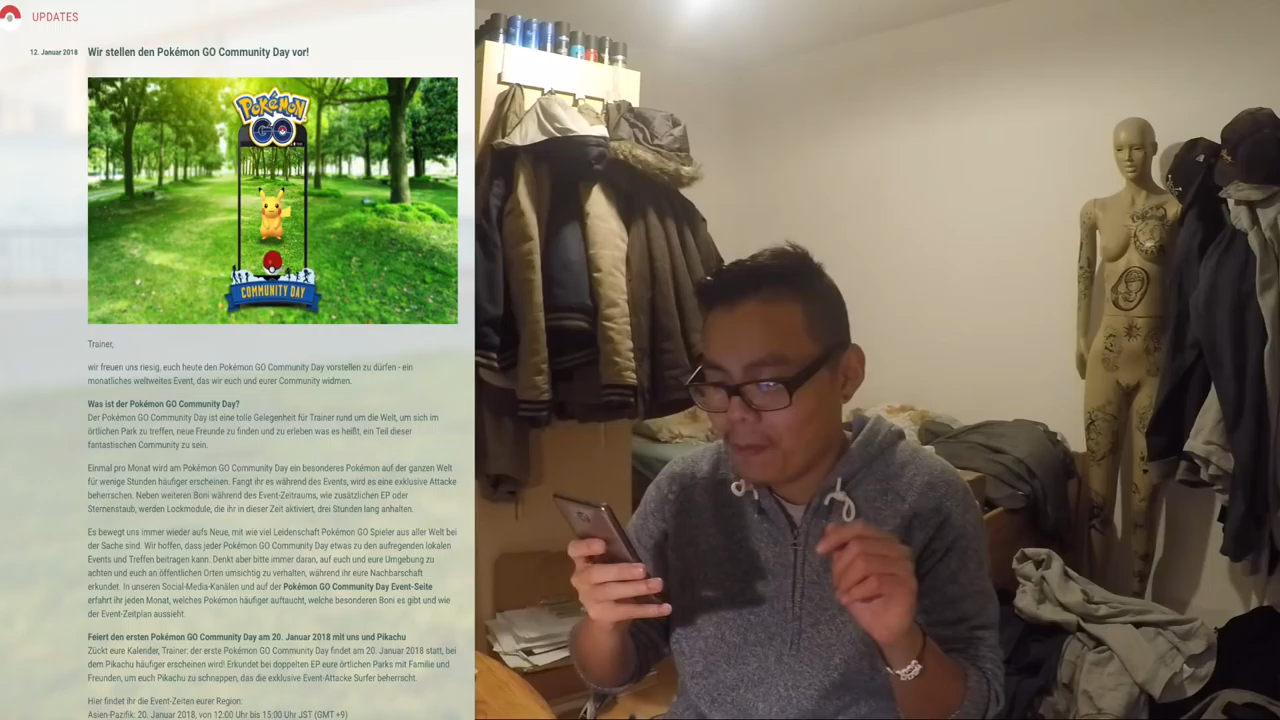 UPDATES
12. Januar 2018
Wir stellen den Pokémon GO Community Day vor!
POKÉMON
GO
COMMUNITY DAY
Trainer,
wir freuen uns riesig, euch heute den Pokémon GO Community Day vorstellen zu dürfen - ein
monatliches weltweites Event, das wir euch und eurer Community widmen.
Was ist der Pokémon GO Community Day?
Der Pokémon GO Community Day ist eine tolle Gelegenheit für Trainer rund um die Welt, um sich im
örtlichen Park zu treffen, neue Freunde zu finden und zu erleben was es heißt, ein Teil dieser
fantastischen Community zu sein.
Einmal pro Monat wird am Pokémon GO Community Day ein besonderes Pokémon auf der ganzen Welt
für wenige Stunden häufiger erscheinen. Fangt ihr es während des Events, wird es eine exklusive Attacke
beherrschen. Neben weiteren Boni während des Event-Zeitraums, wie zusätzlichen EP oder
Sternenstaub, werden Lockmodule, die ihr in dieser Zeit aktiviert, drei Stunden lang anhalten.
Es bewegt uns immer wieder aufs Neue, mit wie viel Leidenschaft Pokémon GO Spieler aus aller Welt bei
der Sache sind. Wir hoffen, dass jeder Pokémon GO Community Day etwas zu den aufregenden lokalen
Events und Treffen beitragen kann. Denkt aber bitte immer daran, auf euch und eure Umgebung zu
achten und euch an öffentlichen Orten umsichtig zu verhalten, während ihr eure Nachbarschaft
erkundet. In unseren Social-Media-Kanälen und auf der Pokémon GO Community Day Event-Seite
erfahrt ihr jeden Monat, welches Pokémon häufiger auftaucht, welche besonderen Boni es gibt und wie
der Event-Zeitplan aussieht.
Feiert den ersten Pokémon GO Community Day am 20. Januar 2018 mit uns und Pikachu
Zückt eure Kalender, Trainer: der erste Pokémon GO Community Day findet am 20. Januar 2018 statt, bei
dem Pikachu häufiger erscheinen wird! Erkundet bei doppelten EP eure örtlichen Parks mit Familie und
Freunden, um euch Pikachu zu schnappen, das die exklusive Event-Attacke Surfer beherrscht.
Hier findet ihr die Event-Zeiten eurer Region:
Asien-Pazifik: 20. Januar 2018, von 12:00 Uhr bis 15:00 Uhr JST (GMT +9)